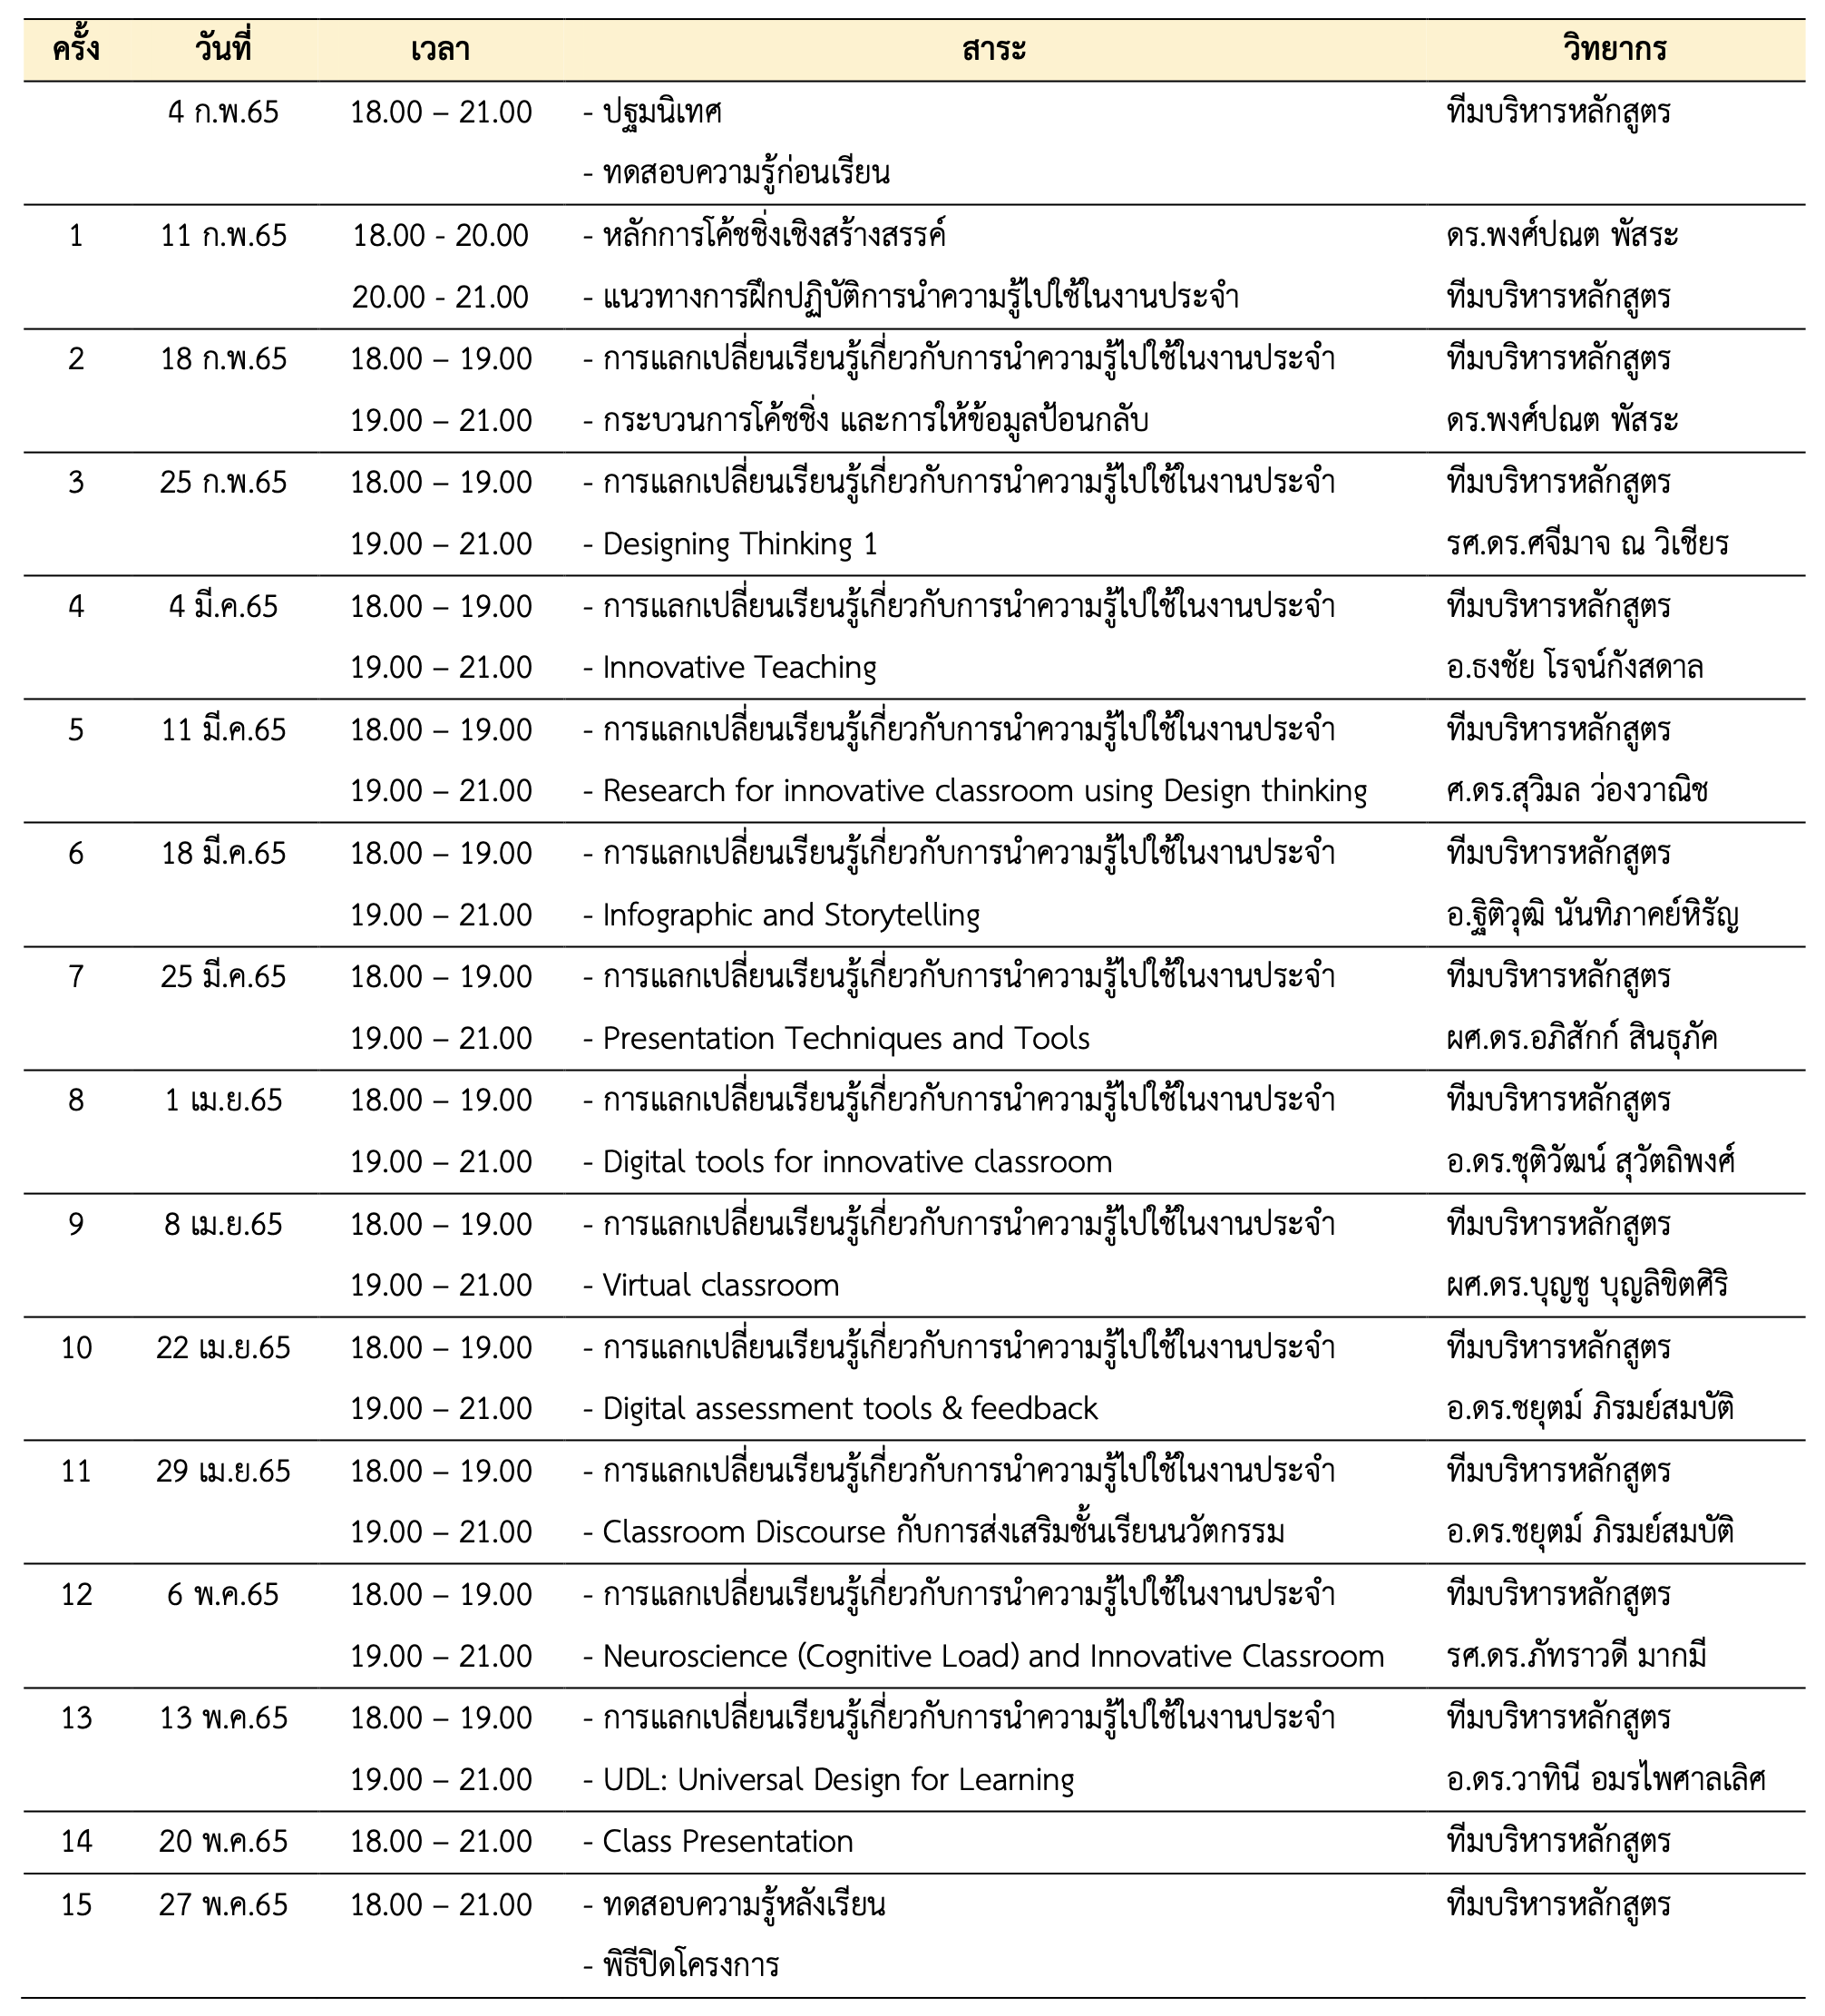 ครั้ง วันที่ เวลา สาระ วิทยากร
4 ก.พ.65 18.00 – 21.00 - ปฐมนิเทศ ทีมบริหารหลักสูตร
- ทดสอบความรู้ก่อนเรียน
1 11 ก.พ.65 18.00 - 20.00 - หลักการโค้ชชิ่งเชิงสร้างสรรค์ ดร.พงศ์ปณต พัสระ
20.00 - 21.00 - แนวทางการฝึกปฏิบัติการนำความรู้ไปใช้ในงานประจำ ทีมบริหารหลักสูตร
2 18 ก.พ.65 18.00 – 19.00 - การแลกเปลี่ยนเรียนรู้เกี่ยวกับการนำความรู้ไปใช้ในงานประจำ ทีมบริหารหลักสูตร
19.00 – 21.00 - กระบวนการโค้ชชิ่ง และการให้ข้อมูลป้อนกลับ ดร.พงศ์ปณต พัสระ
3 25 ก.พ.65 18.00 – 19.00 - การแลกเปลี่ยนเรียนรู้เกี่ยวกับการนำความรู้ไปใช้ในงานประจำ ทีมบริหารหลักสูตร
19.00 – 21.00 - Designing Thinking 1 รศ.ดร.ศจีมาจ ณ วิเชียร
4 4 มี.ค.65 18.00 – 19.00 - การแลกเปลี่ยนเรียนรู้เกี่ยวกับการนำความรู้ไปใช้ในงานประจำ ทีมบริหารหลักสูตร
19.00 – 21.00 - Innovative Teaching อ.ธงชัย โรจน์กังสดาล
5 11 มี.ค.65 18.00 – 19.00 - การแลกเปลี่ยนเรียนรู้เกี่ยวกับการนำความรู้ไปใช้ในงานประจำ ทีมบริหารหลักสูตร
19.00 – 21.00 - Research for innovative classroom using Design thinking ศ.ดร.สุวิมล ว่องวาณิช
6 18 มี.ค.65 18.00 – 19.00 - การแลกเปลี่ยนเรียนรู้เกี่ยวกับการนำความรู้ไปใช้ในงานประจำ ทีมบริหารหลักสูตร
19.00 – 21.00 - Infographic and Storytelling อ.ฐิติวุฒิ นันทิภาคย์หิรัญ
7 25 มี.ค.65 18.00 – 19.00 - การแลกเปลี่ยนเรียนรู้เกี่ยวกับการนำความรู้ไปใช้ในงานประจำ ทีมบริหารหลักสูตร
19.00 – 21.00 - Presentation Techniques and Tools ผศ.ดร.อภิสักก์ สินธุภัค
8 1 เม.ย.65 18.00 – 19.00 - การแลกเปลี่ยนเรียนรู้เกี่ยวกับการนำความรู้ไปใช้ในงานประจำ ทีมบริหารหลักสูตร
19.00 – 21.00 - Digital tools for innovative classroom อ.ดร.ชุติวัฒน์ สุวัตถิพงศ์
9 8 เม.ย.65 18.00 – 19.00 - การแลกเปลี่ยนเรียนรู้เกี่ยวกับการนำความรู้ไปใช้ในงานประจำ ทีมบริหารหลักสูตร
19.00 – 21.00 - Virtual classroom ผศ.ดร.บุญชู บุญลิขิตศิริ
10 22 เม.ย.65 18.00 – 19.00 - การแลกเปลี่ยนเรียนรู้เกี่ยวกับการนำความรู้ไปใช้ในงานประจำ ทีมบริหารหลักสูตร
19.00 – 21.00 - Digital assessment tools & feedback อ.ดร.ชยุตม์ ภิรมย์สมบัติ
11 29 เม.ย.65 18.00 – 19.00 - การแลกเปลี่ยนเรียนรู้เกี่ยวกับการนำความรู้ไปใช้ในงานประจำ ทีมบริหารหลักสูตร
19.00 – 21.00 - Classroom Discourse กับการส่งเสริมชั้นเรียนนวัตกรรม อ.ดร.ชยุตม์ ภิรมย์สมบัติ
12 6 พ.ค.65 18.00 – 19.00 - การแลกเปลี่ยนเรียนรู้เกี่ยวกับการนำความรู้ไปใช้ในงานประจำ ทีมบริหารหลักสูตร
19.00 – 21.00 - Neuroscience (Cognitive Load) and Innovative Classroom รศ.ดร.ภัทราวดี มากมี
13 13 พ.ค.65 18.00 – 19.00 - การแลกเปลี่ยนเรียนรู้เกี่ยวกับการนำความรู้ไปใช้ในงานประจำ ทีมบริหารหลักสูตร
19.00 – 21.00 - UDL: Universal Design for Learning อ.ดร.วาทินี อมรไพศาลเลิศ
14 20 พ.ค.65 18.00 – 21.00 - Class Presentation ทีมบริหารหลักสูตร
15 27 พ.ค.65 18.00 – 21.00 - ทดสอบความรู้หลังเรียน ทีมบริหารหลักสูตร
- พิธีปิดโครงการ